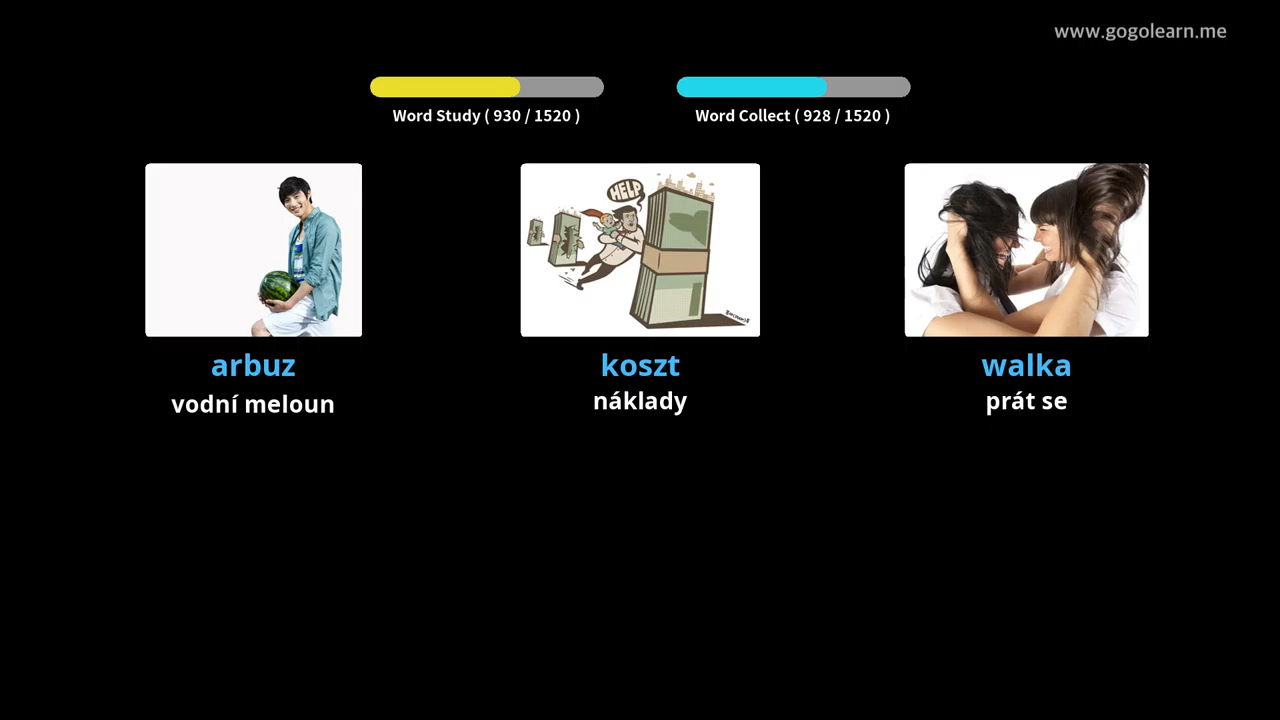 www.gogolearn.me
Word Study ( 930 / 1520 )
Word Collect ( 928 / 1520 )
HELP
arbuz
koszt
walka
vodní meloun
náklady
prát se